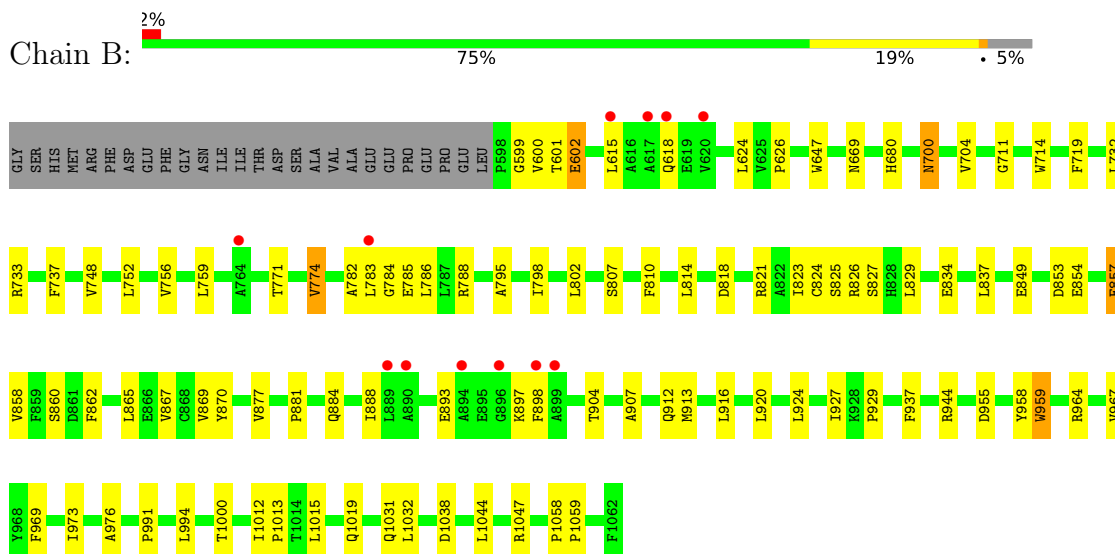 2%
Chain B:
75% 19% • 5%
GLY SER HIS MET ARG PHE ASP GLU PHE GLY ASN ILE ILE THR ASP SER ALA VAL ALA GLU GLU PRO GLU PRO GLU LEU P598 G599 V600 T601 E602 L615 A616 A617 Q618 E619 V620 L624 V625 P626 W647 N669 H680 N700 V704 G711 W714 F719 L732
R733 F737 V748 L752 V756 L759 A764 T771 V774 A782 L783 G784 E785 L786 L787 R788 A795 I798 L802 S807 F810 L814 D818 R821 A822 I823 C824 S825 R826 S827 H828 L829 E834 L837 E849 D853 E854
V858 F859 S860 D861 F862 L865 E866 V867 C868 V869 Y870 V877 P881 Q884 I888 L889 A890 E893 A894 E895 G896 K897 F898 A899 T904 A907 Q912 M913 L916 L920 L924 I927 K928 P929 F937 R944 D955 Y958 W959 R964
Y968 F969 I973 A976 P991 L994 T1000 I1012 P1013 T1014 L1015 Q1019 Q1031 L1032 D1038 L1044 R1047 P1058 P1059 F1062